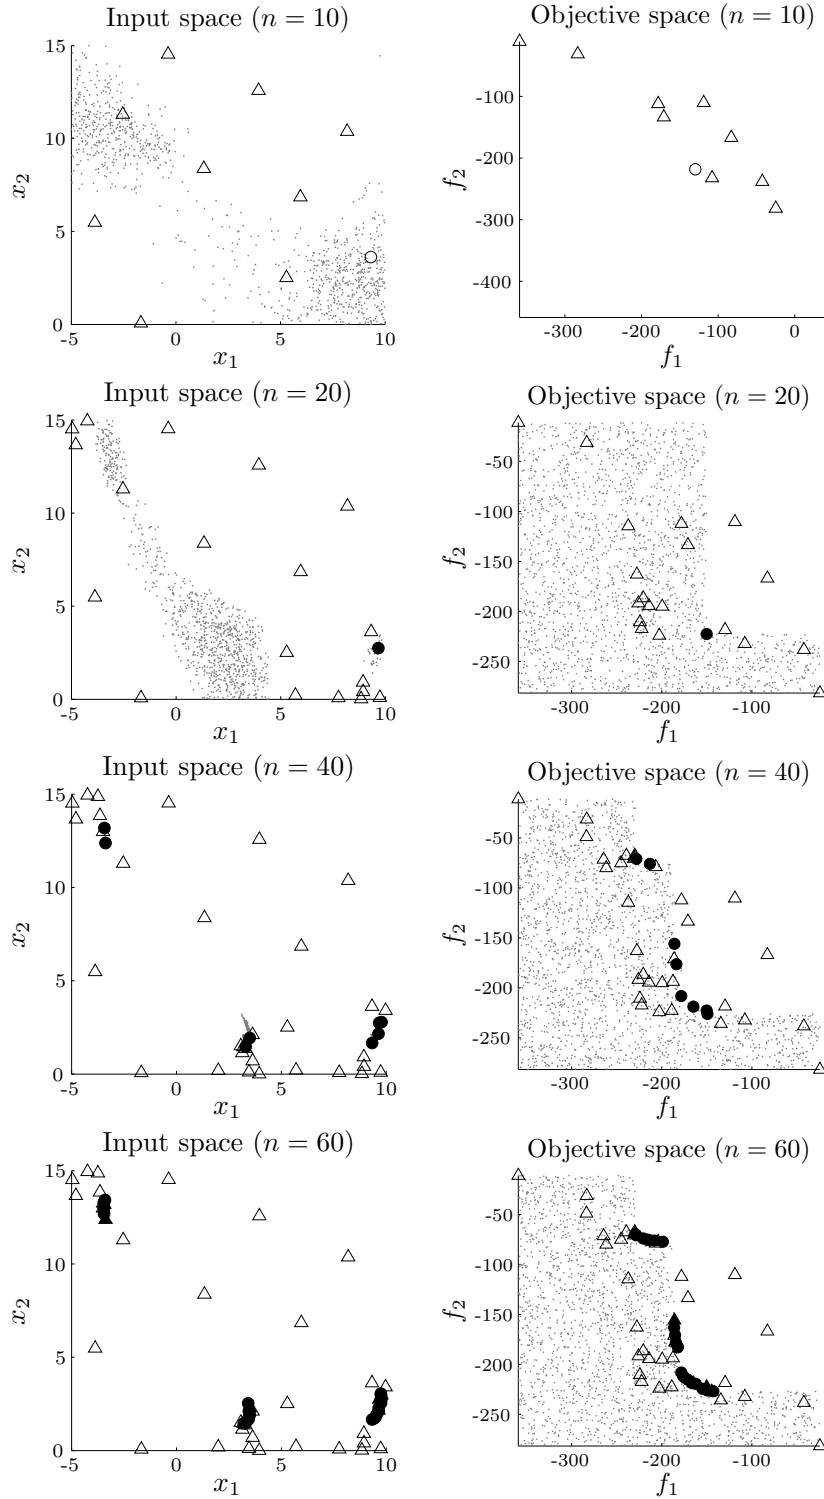 Input space (n = 10)
15
10
5
0
-5
0
5
10
x2
x1
Objective space (n = 10)
-100
-200
-300
-400
-300
-200
-100
0
f2
f1
Input space (n = 20)
15
10
5
0
-5
0
5
10
x2
x1
Objective space (n = 20)
-50
-100
-150
-200
-250
-300
-200
-100
f2
f1
Input space (n = 40)
15
10
5
0
-5
0
5
10
x2
x1
Objective space (n = 40)
-50
-100
-150
-200
-250
-300
-200
-100
f2
f1
Input space (n = 60)
15
10
5
0
-5
0
5
10
x2
x1
Objective space (n = 60)
-50
-100
-150
-200
-250
-300
-200
-100
f2
f1